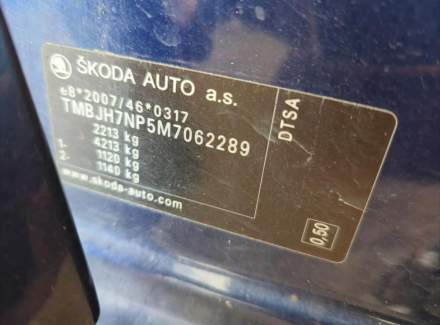 ŠKODA AUTO a.s.
e8*2007/46*0317
TMBJH7NP5M7062289
2213 kg
1- 4213 kg
2- 1120 kg
1140 kg
www.skoda-auto.com
DTSA
0,50